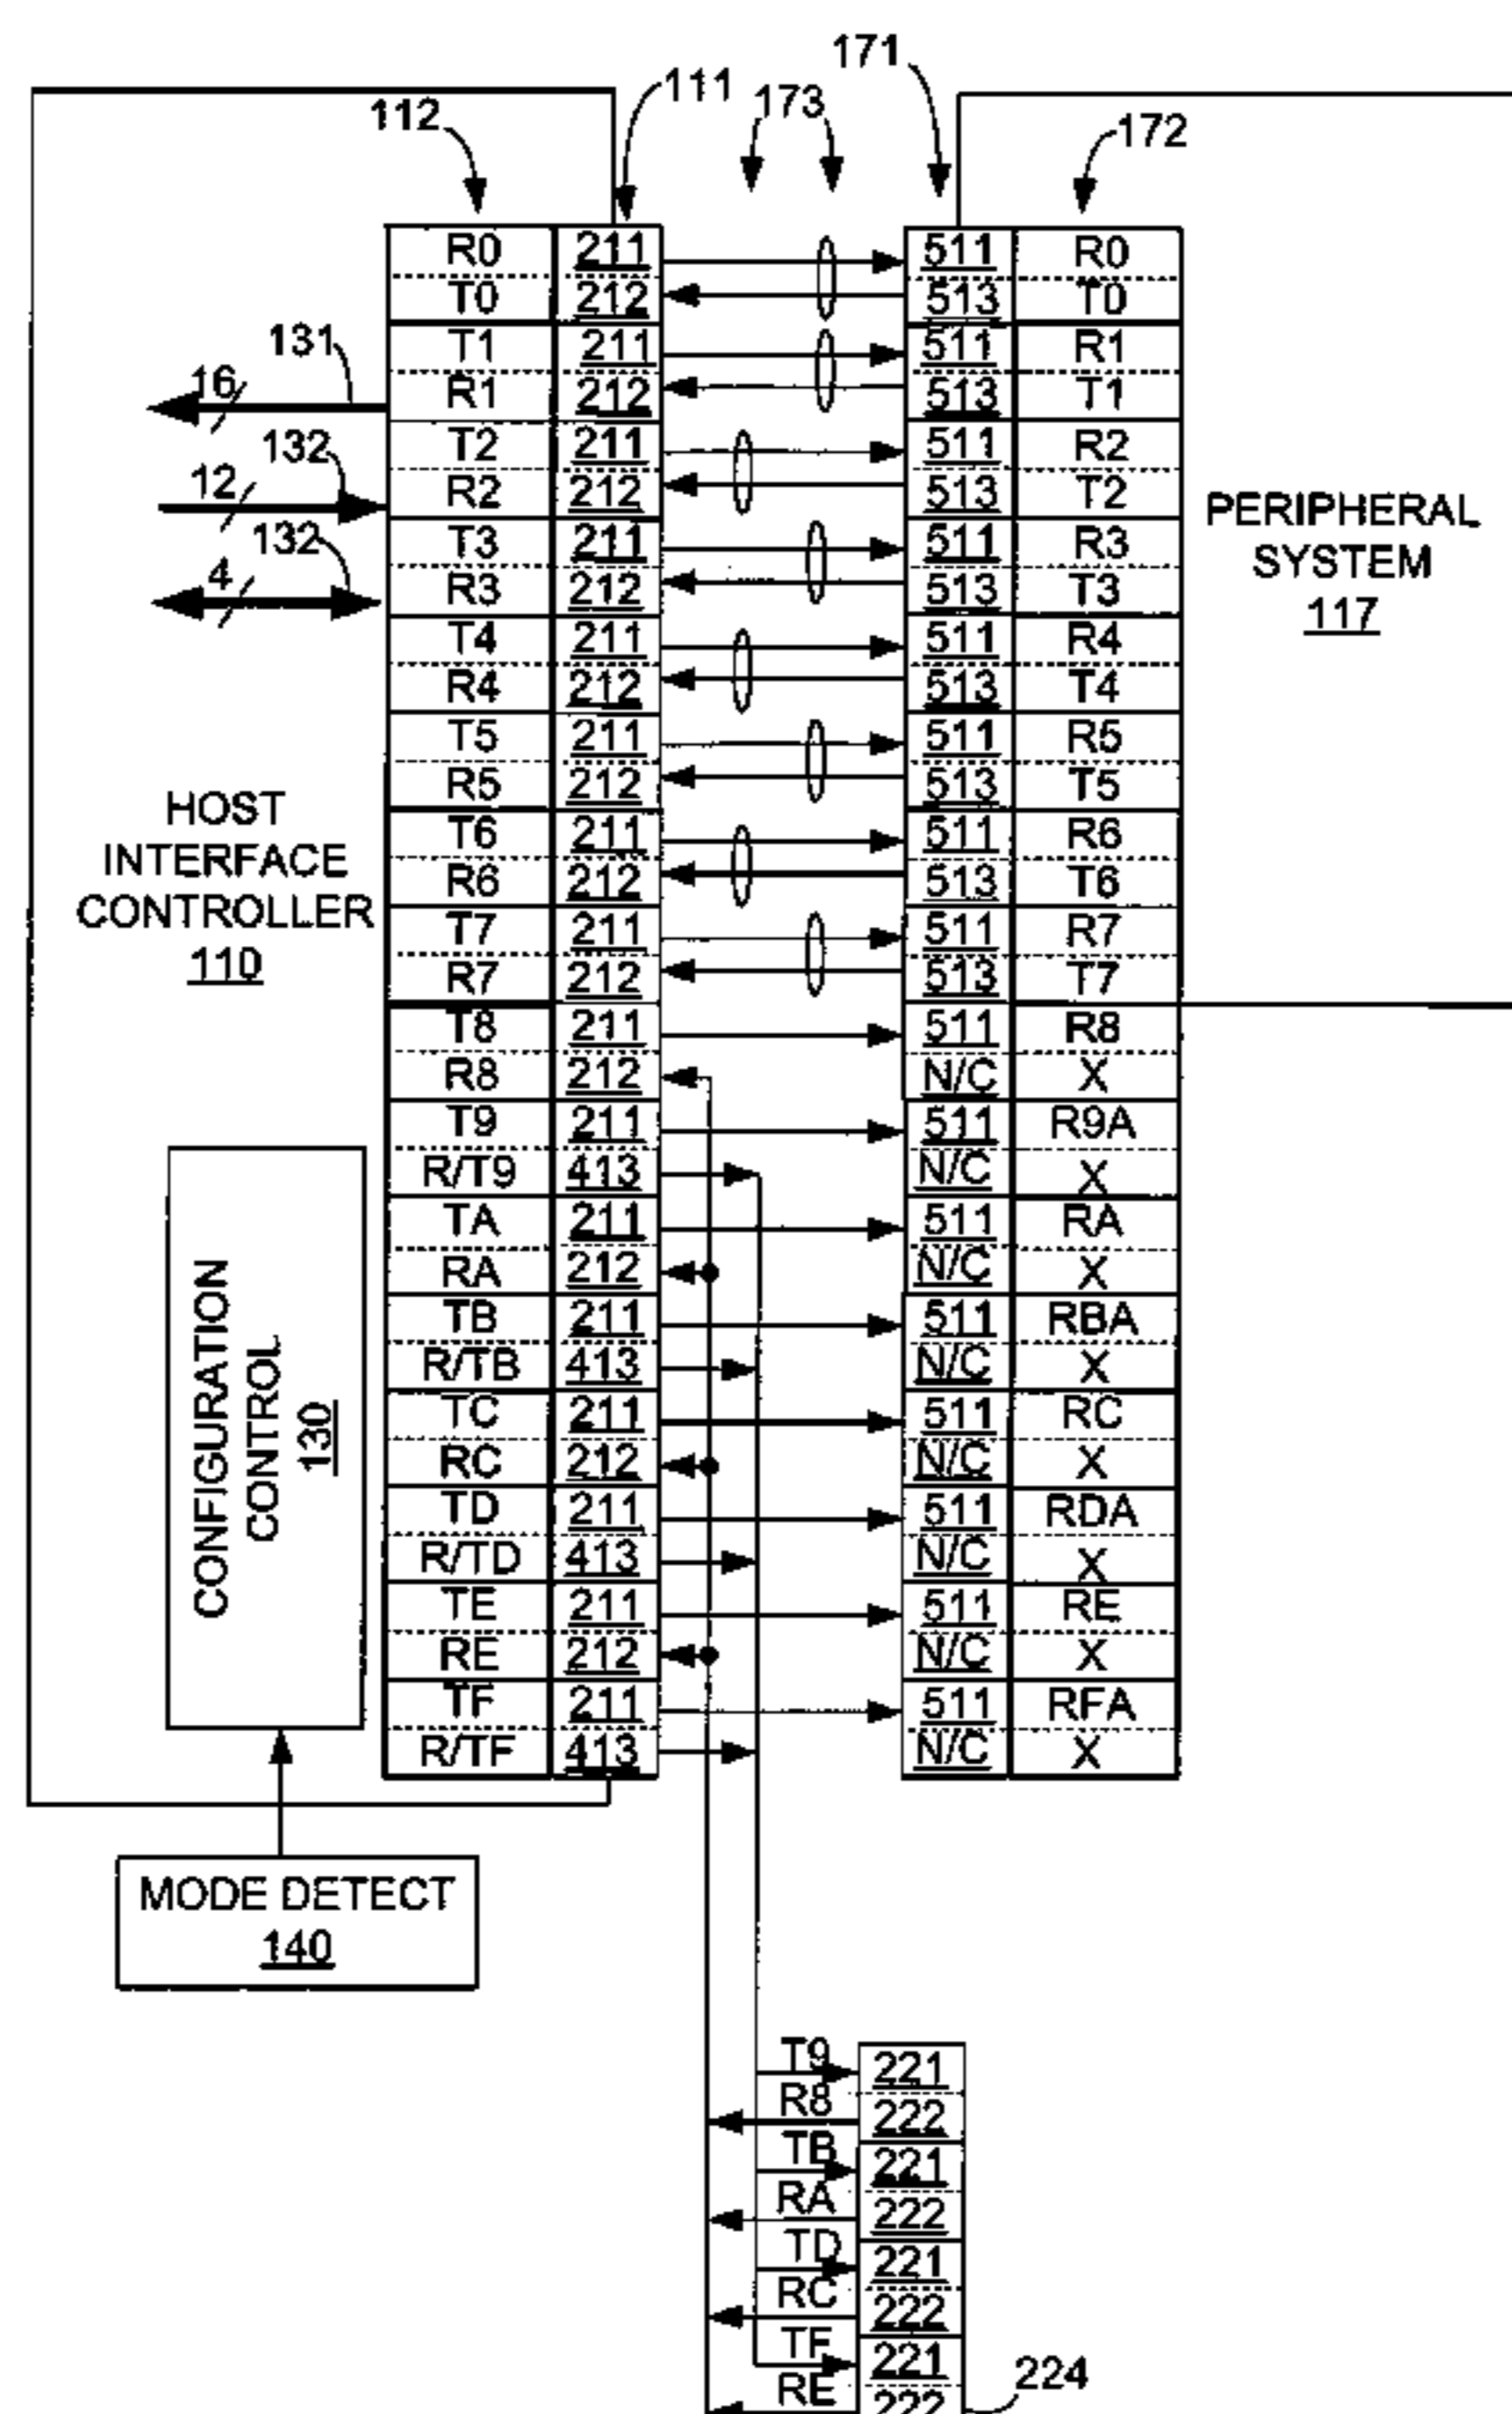 111
173
171
112
172
R0 211 511 R0
T0 212 513 T0
T1 211 511 R1
131
16
R1 212 513 T1
132
12
T2 211 511 R2
R2 212 513 T2
132
4
T3 211 511 R3
R3 212 513 T3
PERIPHERAL
SYSTEM
117
T4 211 511 R4
R4 212 513 T4
T5 211 511 R5
R5 212 513 T5
HOST
INTERFACE
CONTROLLER
110
T6 211 511 R6
R6 212 513 T6
T7 211 511 R7
R7 212 513 T7
T8 211 511 R8
R8 212 N/C X
T9 211 511 R9A
R/T9 413 N/C X
TA 211 511 RA
RA 212 N/C X
TB 211 511 RBA
R/TB 413 N/C X
TC 211 511 RC
RC 212 N/C X
TD 211 511 RDA
R/TD 413 N/C X
TE 211 511 RE
RE 212 N/C X
TF 211 511 RFA
R/TF 413 N/C X
CONFIGURATION
CONTROL
130
MODE DETECT
140
T9 221
R8 222
TB 221
RA 222
TD 221
RC 222
TF 221
RE 222
224